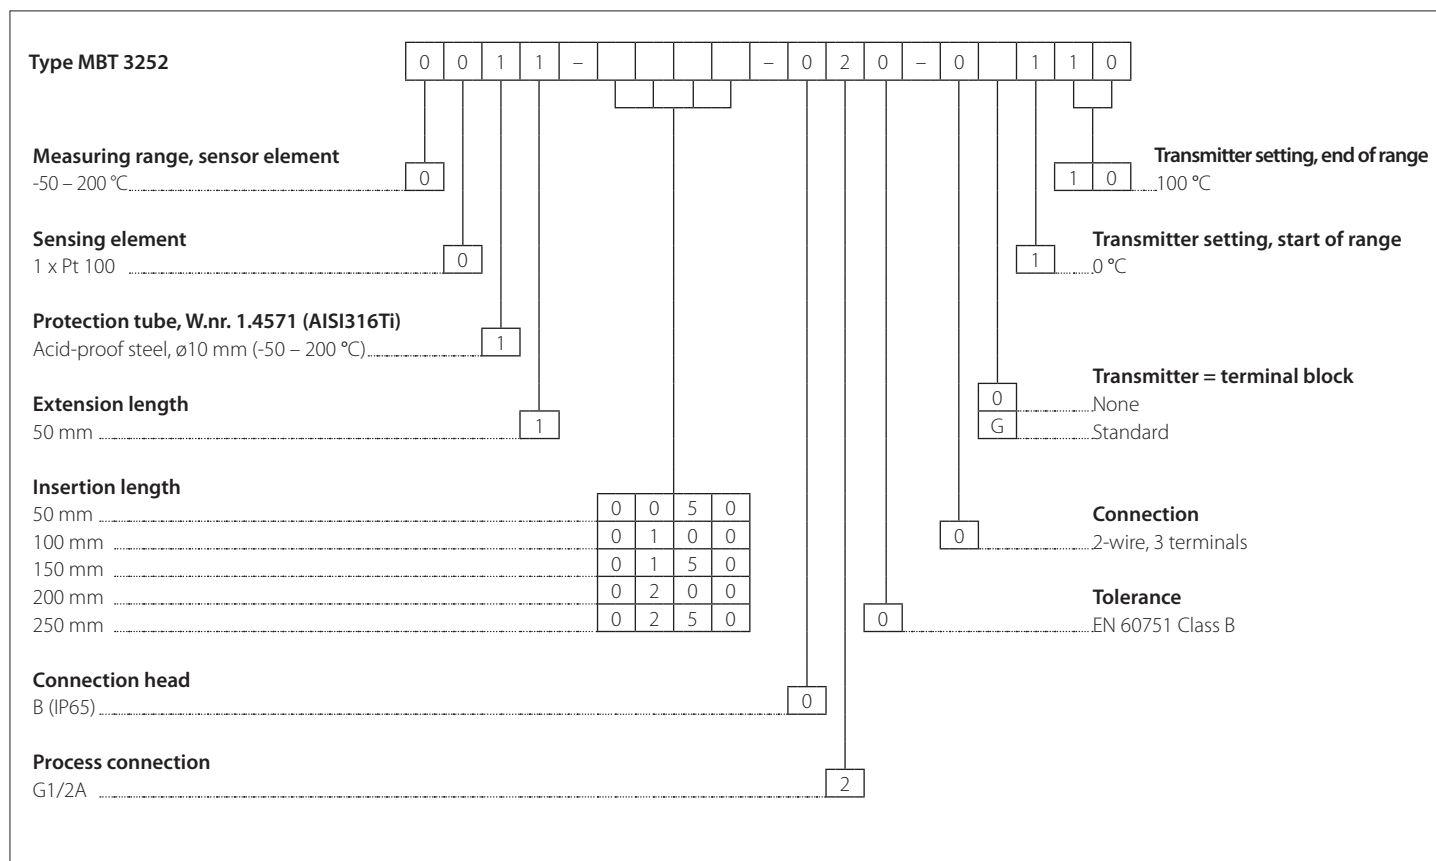 Type MBT 3252 0 0 1 1 – – 0 2 0 – 0 1 1 0
Measuring range, sensor element
-50 – 200 °C 0
Sensing element
1 x Pt 100 0
Protection tube, W.nr. 1.4571 (AISI316Ti)
Acid-proof steel, ø10 mm (-50 – 200 °C) 1
Extension length
50 mm 1
Insertion length
50 mm 0 0 5 0
100 mm 0 1 0 0
150 mm 0 1 5 0
200 mm 0 2 0 0
250 mm 0 2 5 0
Connection head
B (IP65) 0
Process connection
G1/2A 2
Transmitter setting, end of range
1 0 100 °C
Transmitter setting, start of range
1 0 °C
Transmitter = terminal block
0 None
G Standard
Connection
0 2-wire, 3 terminals
Tolerance
0 EN 60751 Class B